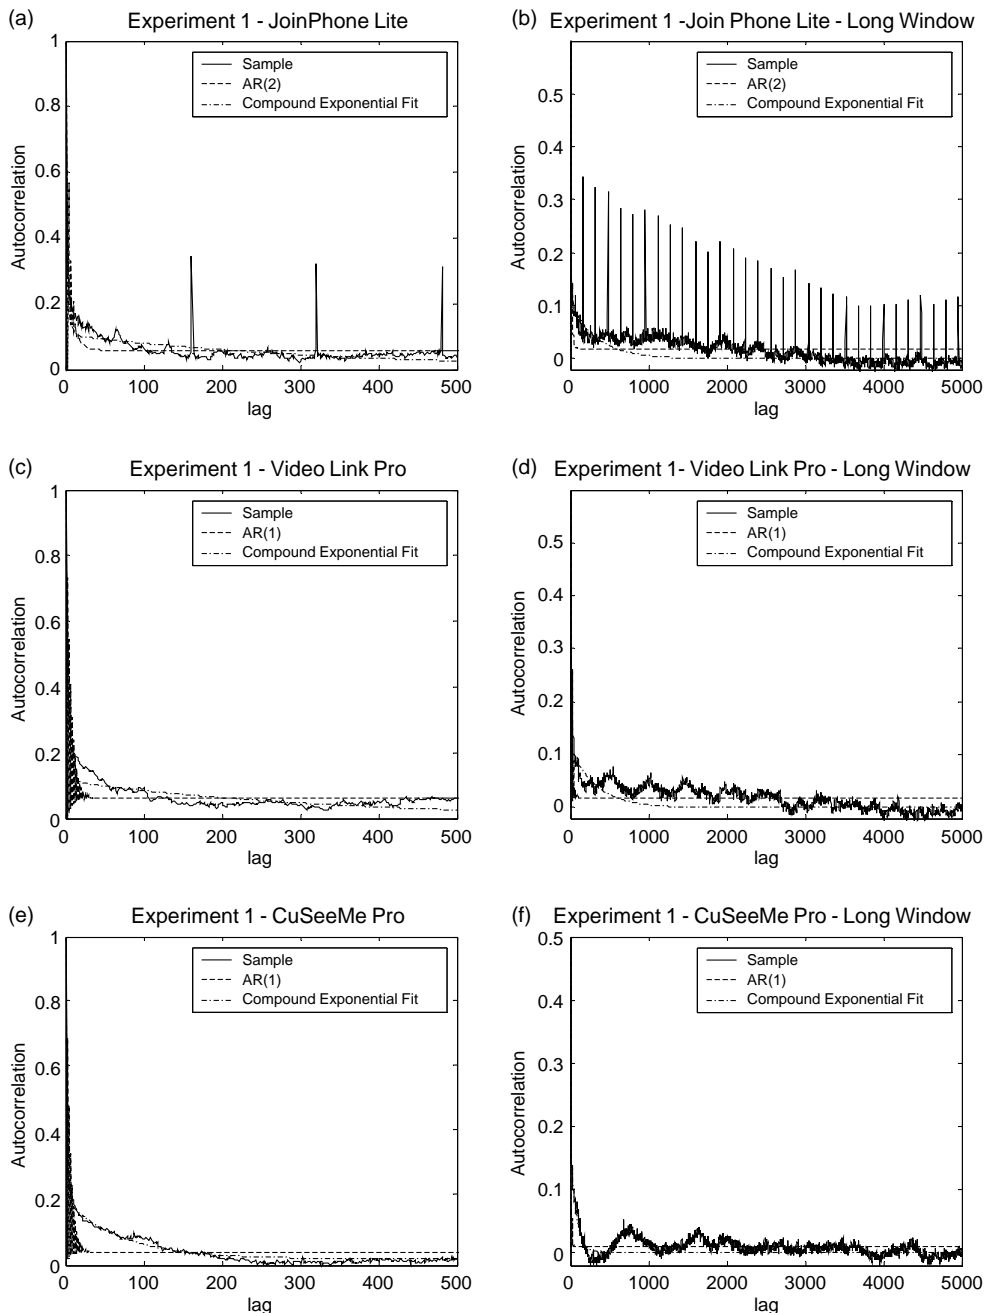 (a) Experiment 1 - JoinPhone Lite
1
0.8
0.6
0.4
0.2
0
Autocorrelation
Sample
AR(2)
Compound Exponential Fit
0 100 200 300 400 500
lag
(b) Experiment 1 -Join Phone Lite - Long Window
0.5
0.4
0.3
0.2
0.1
0
Autocorrelation
Sample
AR(2)
Compound Exponential Fit
0 1000 2000 3000 4000 5000
lag
(c) Experiment 1 - Video Link Pro
1
0.8
0.6
0.4
0.2
0
Autocorrelation
Sample
AR(1)
Compound Exponential Fit
0 100 200 300 400 500
lag
(d) Experiment 1- Video Link Pro - Long Window
0.5
0.4
0.3
0.2
0.1
0
Autocorrelation
Sample
AR(1)
Compound Exponential Fit
0 1000 2000 3000 4000 5000
lag
(e) Experiment 1 - CuSeeMe Pro
1
0.8
0.6
0.4
0.2
0
Autocorrelation
Sample
AR(1)
Compound Exponential Fit
0 100 200 300 400 500
lag
(f) Experiment 1 - CuSeeMe Pro - Long Window
0.5
0.4
0.3
0.2
0.1
0
Autocorrelation
Sample
AR(1)
Compound Exponential Fit
0 1000 2000 3000 4000 5000
lag